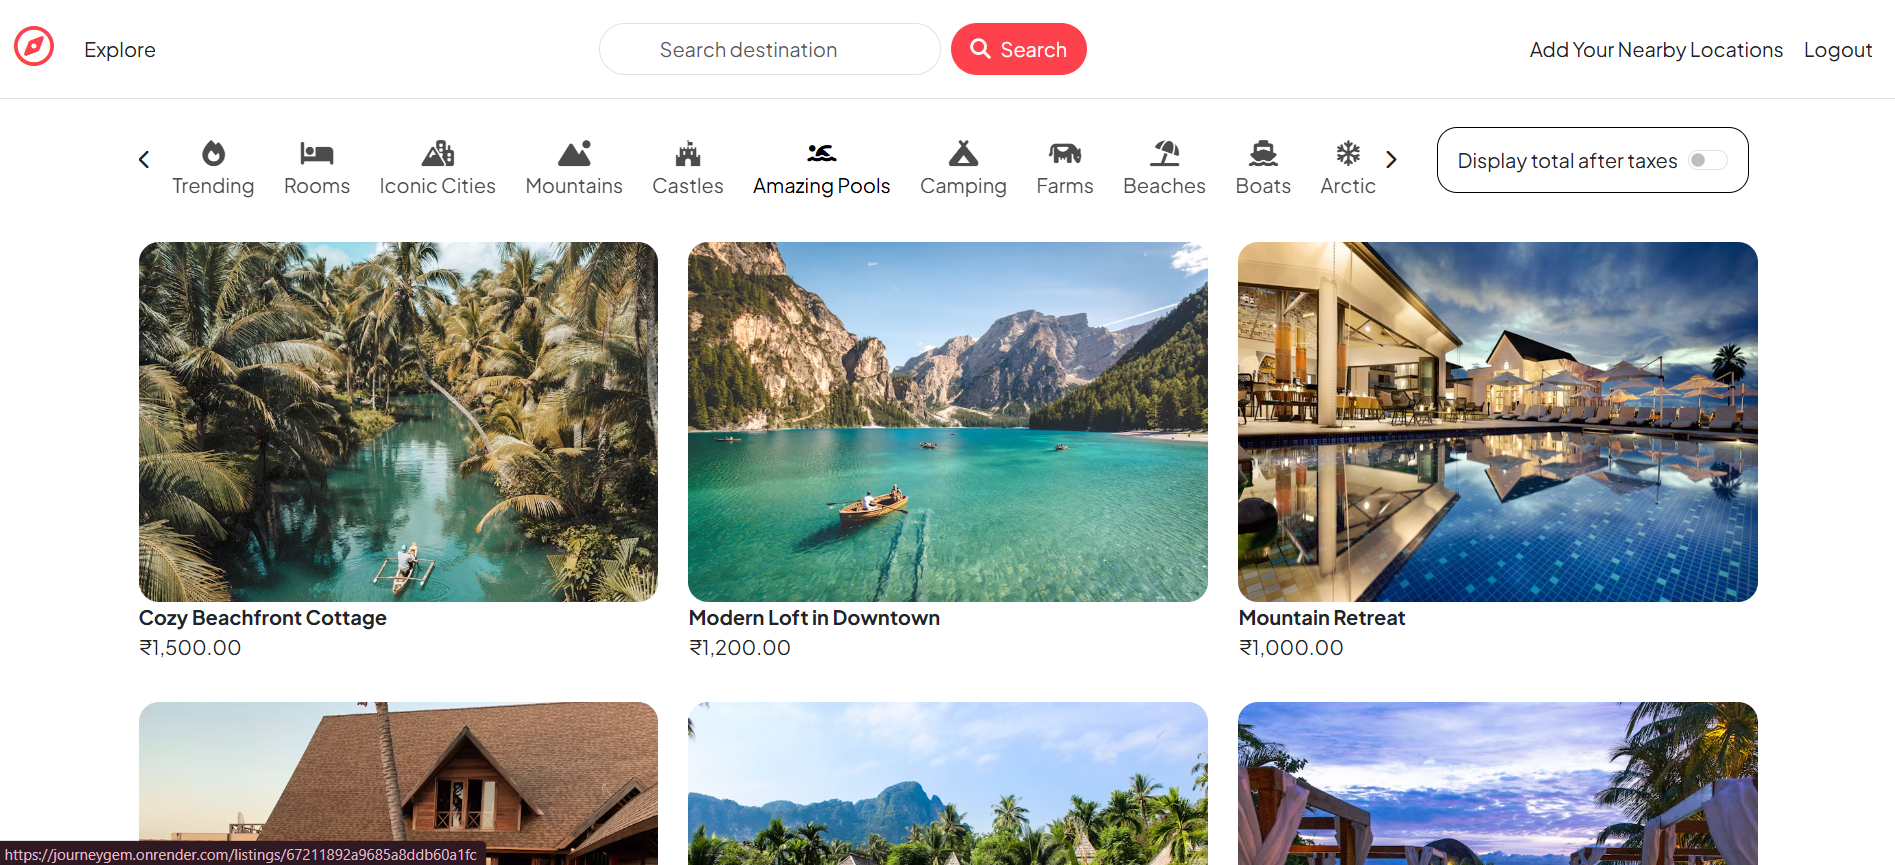 Explore
Search destination
Search
Add Your Nearby Locations
Logout
Trending
Rooms
Iconic Cities
Mountains
Castles
Amazing Pools
Camping
Farms
Beaches
Boats
Arctic
Display total after taxes
Cozy Beachfront Cottage
₹1,500.00
Modern Loft in Downtown
₹1,200.00
Mountain Retreat
₹1,000.00
https://journeygem.onrender.com/listings/67211892a9685a8ddb60a1fc